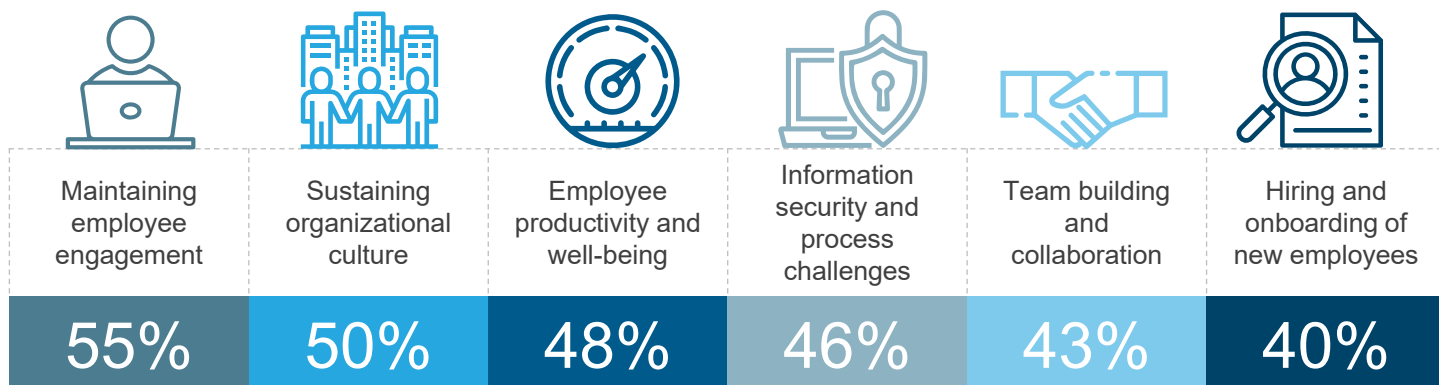 Maintaining
employee
engagement
Sustaining
organizational
culture
Employee
productivity and
well-being
Information
security and
process
challenges
Team building
and
collaboration
Hiring and
onboarding of
new employees
55%
50%
48%
46%
43%
40%